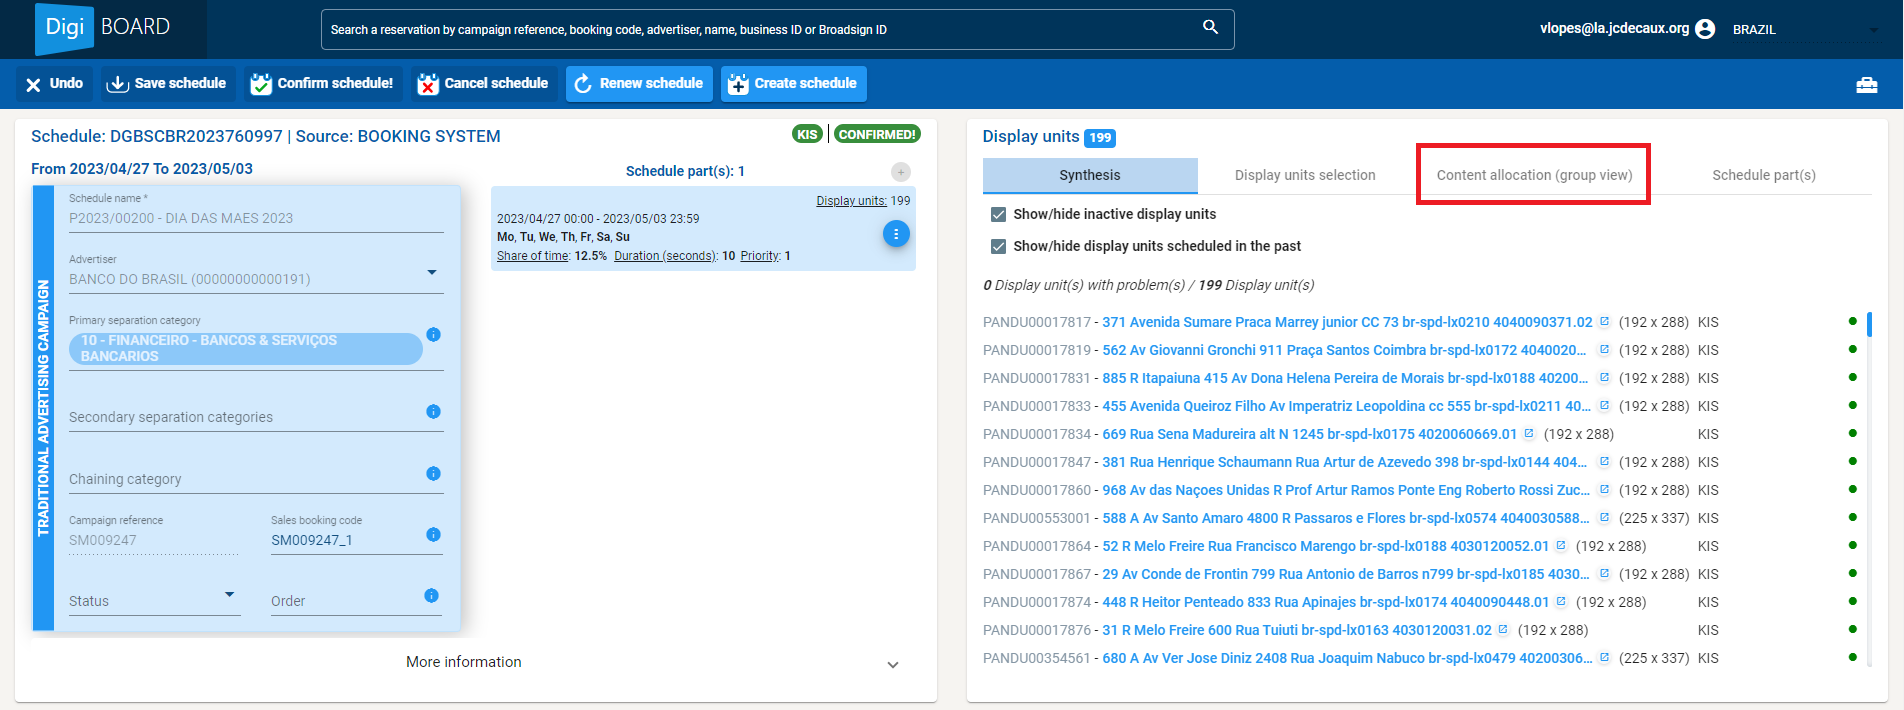 Digi BOARD
Search a reservation by campaign reference, booking code, advertiser, name, business ID or Broadsign ID
vlopes@la.jcdecaux.org
BRAZIL
Undo
Save schedule
Confirm schedule!
Cancel schedule
Renew schedule
Create schedule
Schedule: DGBSCBR2023760997 | Source: BOOKING SYSTEM
KIS | CONFIRMED!
From 2023/04/27 To 2023/05/03
TRADITIONAL ADVERTISING CAMPAIGN
Schedule name *
P2023/00200 - DIA DAS MAES 2023
Advertiser
BANCO DO BRASIL (00000000000191)
Primary separation category
10 - FINANCEIRO - BANCOS & SERVIÇOS
BANCARIOS
Secondary separation categories
Chaining category
Campaign reference
SM009247
Sales booking code
SM009247_1
Status
Order
Schedule part(s): 1
+
Display units: 199
2023/04/27 00:00 - 2023/05/03 23:59
Mo, Tu, We, Th, Fr, Sa, Su
Share of time: 12.5% Duration (seconds): 10 Priority: 1
More information
Display units 199
Synthesis
Display units selection
Content allocation (group view)
Schedule part(s)
Show/hide inactive display units
Show/hide display units scheduled in the past
0 Display unit(s) with problem(s) / 199 Display unit(s)
PANDU00017817 - 371 Avenida Sumare Praca Marrey junior CC 73 br-spd-lx0210 4040090371.02 (192 x 288) KIS
PANDU00017819 - 562 Av Giovanni Gronchi 911 Praça Santos Coimbra br-spd-lx0172 4040020... (192 x 288) KIS
PANDU00017831 - 885 R Itapaiuna 415 Av Dona Helena Pereira de Morais br-spd-lx0188 40200... (192 x 288) KIS
PANDU00017833 - 455 Avenida Queiroz Filho Av Imperatriz Leopoldina cc 555 br-spd-lx0211 40... (192 x 288) KIS
PANDU00017834 - 669 Rua Sena Madureira alt N 1245 br-spd-lx0175 4020060669.01 (192 x 288) KIS
PANDU00017847 - 381 Rua Henrique Schaumann Rua Artur de Azevedo 398 br-spd-lx0144 404... (192 x 288) KIS
PANDU00017860 - 968 Av das Naçoes Unidas R Prof Artur Ramos Ponte Eng Roberto Rossi Zuc... (192 x 288) KIS
PANDU00553001 - 588 A Av Santo Amaro 4800 R Passaros e Flores br-spd-lx0574 4040030588... (225 x 337) KIS
PANDU00017864 - 52 R Melo Freire Rua Francisco Marengo br-spd-lx0188 4030120052.01 (192 x 288) KIS
PANDU00017867 - 29 Av Conde de Frontin 799 Rua Antonio de Barros n799 br-spd-lx0185 4030... (192 x 288) KIS
PANDU00017874 - 448 R Heitor Penteado 833 Rua Apinajes br-spd-lx0174 4040090448.01 (192 x 288) KIS
PANDU00017876 - 31 R Melo Freire 600 Rua Tuiuti br-spd-lx0163 4030120031.02 (192 x 288) KIS
PANDU00354561 - 680 A Av Ver Jose Diniz 2408 Rua Joaquim Nabuco br-spd-lx0479 40200306... (225 x 337) KIS